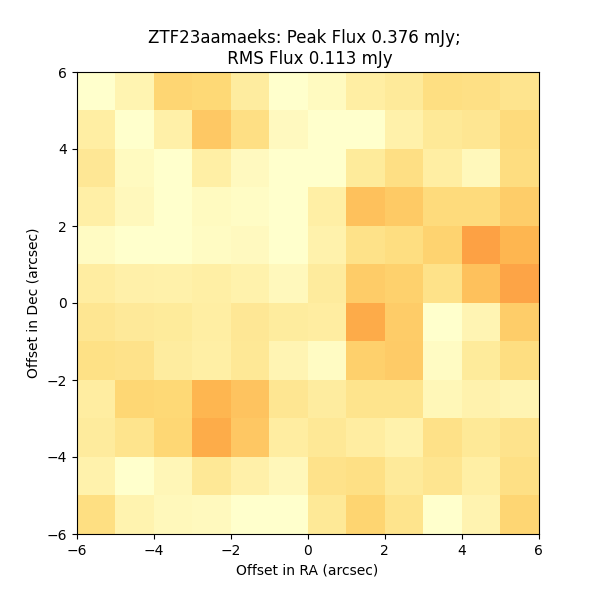 ZTF23aamaeks: Peak Flux 0.376 mJy;
RMS Flux 0.113 mJy
6
4
2
0
−2
−4
−6
Offset in Dec (arcsec)
−6 −4 −2 0 2 4 6
Offset in RA (arcsec)